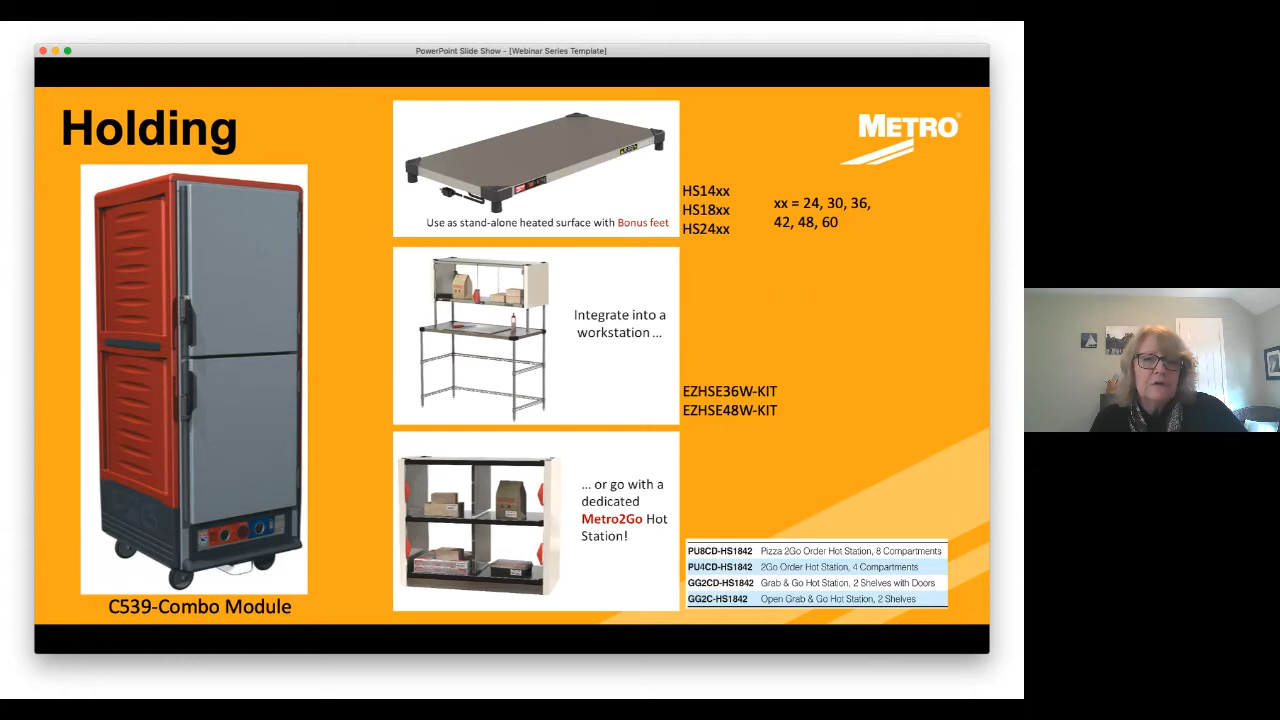 PowerPoint Slide Show - [Webinar Series Template]
Holding
METRO
C539-Combo Module
Use as stand-alone heated surface with Bonus feet
HS14xx
HS18xx
HS24xx
xx = 24, 30, 36,
42, 48, 60
Integrate into a
workstation ...
EZHSE36W-KIT
EZHSE48W-KIT
... or go with a
dedicated
Metro2Go Hot
Station!
PU8CD-HS1842 Pizza 2Go Order Hot Station, 8 Compartments
PU4CD-HS1842 2Go Order Hot Station, 4 Compartments
GG2CD-HS1842 Grab & Go Hot Station, 2 Shelves with Doors
GG2C-HS1842 Open Grab & Go Hot Station, 2 Shelves